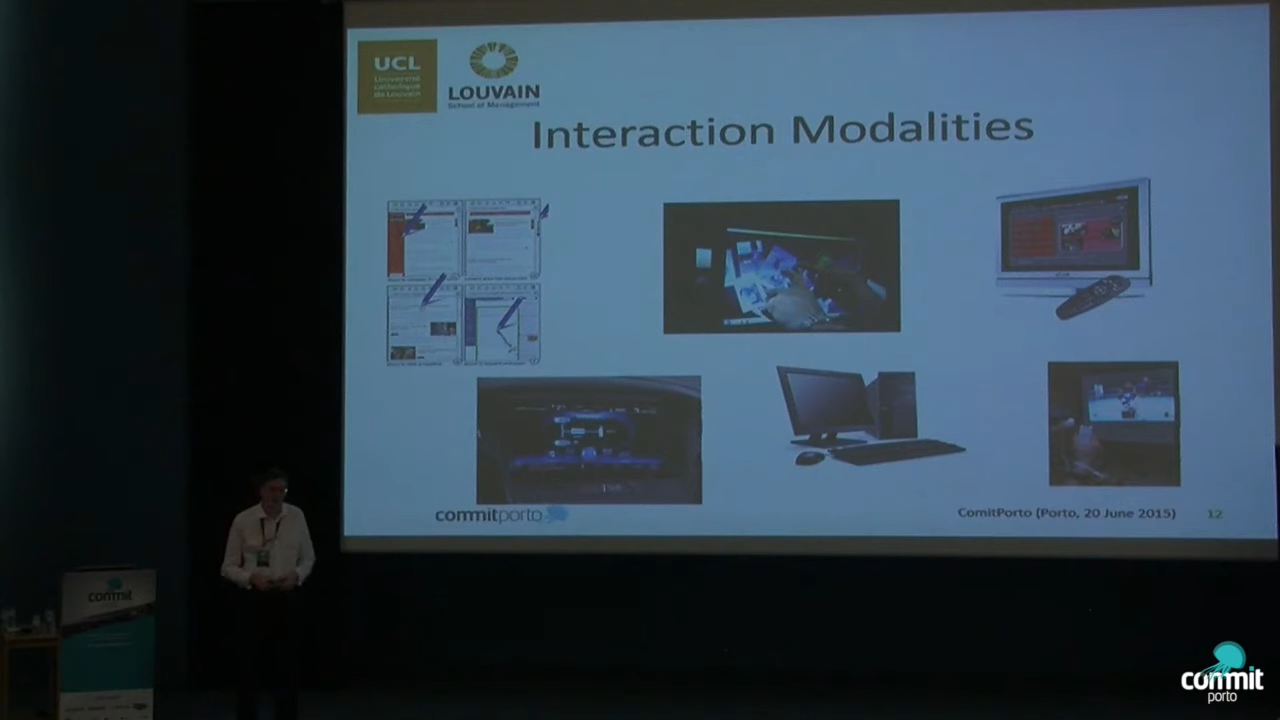 UCL
Université
catholique
de Louvain
LOUVAIN
School of Management
Interaction Modalities
commitporto
ComitPorto (Porto, 20 June 2015)
12
commit
porto
commit
porto